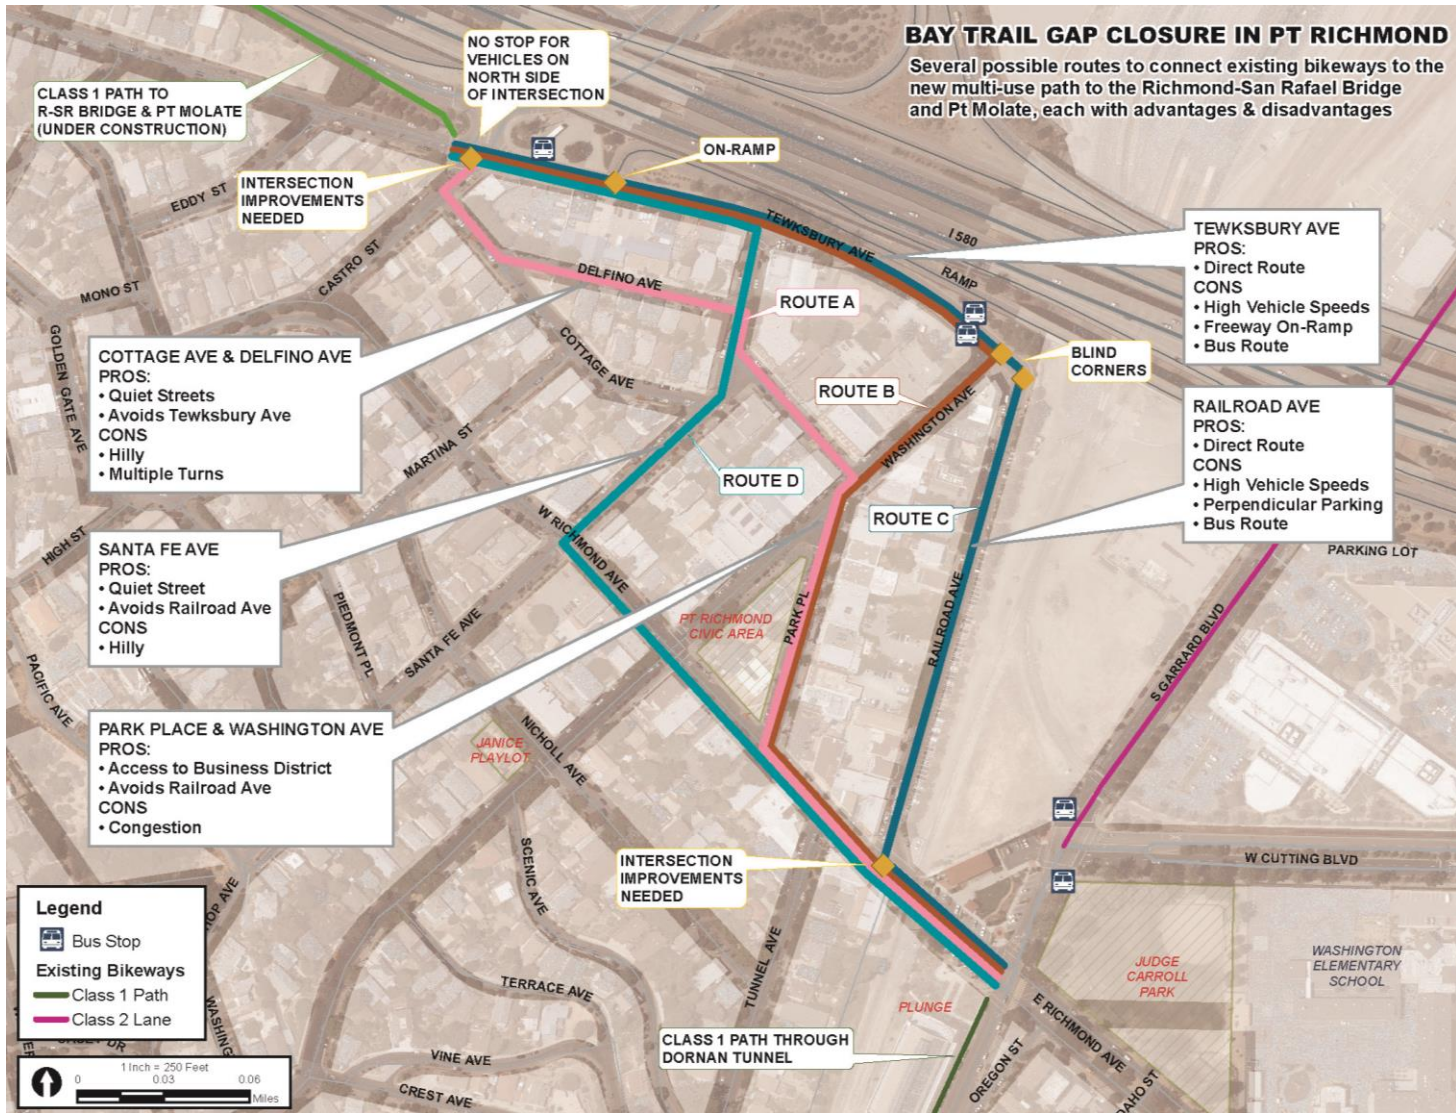 BAY TRAIL GAP CLOSURE IN PT RICHMOND
Several possible routes to connect existing bikeways to the
new multi-use path to the Richmond-San Rafael Bridge
and Pt Molate, each with advantages & disadvantages
NO STOP FOR
VEHICLES ON
NORTH SIDE
OF INTERSECTION
CLASS 1 PATH TO
R-SR BRIDGE & PT MOLATE
(UNDER CONSTRUCTION)
ON-RAMP
INTERSECTION
IMPROVEMENTS
NEEDED
EDDY ST
TEWKSBURY AVE
I 580
RAMP
TEWKSBURY AVE
PROS:
• Direct Route
CONS
• High Vehicle Speeds
• Freeway On-Ramp
• Bus Route
CASTRO ST
MONO ST
DELFINO AVE
ROUTE A
GOLDEN GATE AVE
COTTAGE AVE & DELFINO AVE
PROS:
• Quiet Streets
• Avoids Tewksbury Ave
CONS
• Hilly
• Multiple Turns
COTTAGE AVE
BLIND
CORNERS
ROUTE B
WASHINGTON AVE
RAILROAD AVE
PROS:
• Direct Route
CONS
• High Vehicle Speeds
• Perpendicular Parking
• Bus Route
MARTINA ST
ROUTE D
W RICHMOND AVE
ROUTE C
HIGH ST
PARKING LOT
SANTA FE AVE
PROS:
• Quiet Street
• Avoids Railroad Ave
CONS
• Hilly
PIEDMONT PL
SANTA FE AVE
PT RICHMOND
CIVIC AREA
PARK PL
RAILROAD AVE
S GARRARD BLVD
PACIFIC AVE
PARK PLACE & WASHINGTON AVE
PROS:
• Access to Business District
• Avoids Railroad Ave
CONS
• Congestion
JANICE
PLAYLOT
NICHOLL AVE
SCENIC AVE
INTERSECTION
IMPROVEMENTS
NEEDED
W CUTTING BLVD
Legend
Bus Stop
Existing Bikeways
Class 1 Path
Class 2 Lane
TERRACE AVE
TUNNEL AVE
PLUNGE
JUDGE
CARROLL
PARK
WASHINGTON
ELEMENTARY
SCHOOL
E RICHMOND AVE
CLASS 1 PATH THROUGH
DORNAN TUNNEL
OREGON ST
VINE AVE
CREST AVE
1 Inch = 250 Feet
0 0.03 0.06
Miles